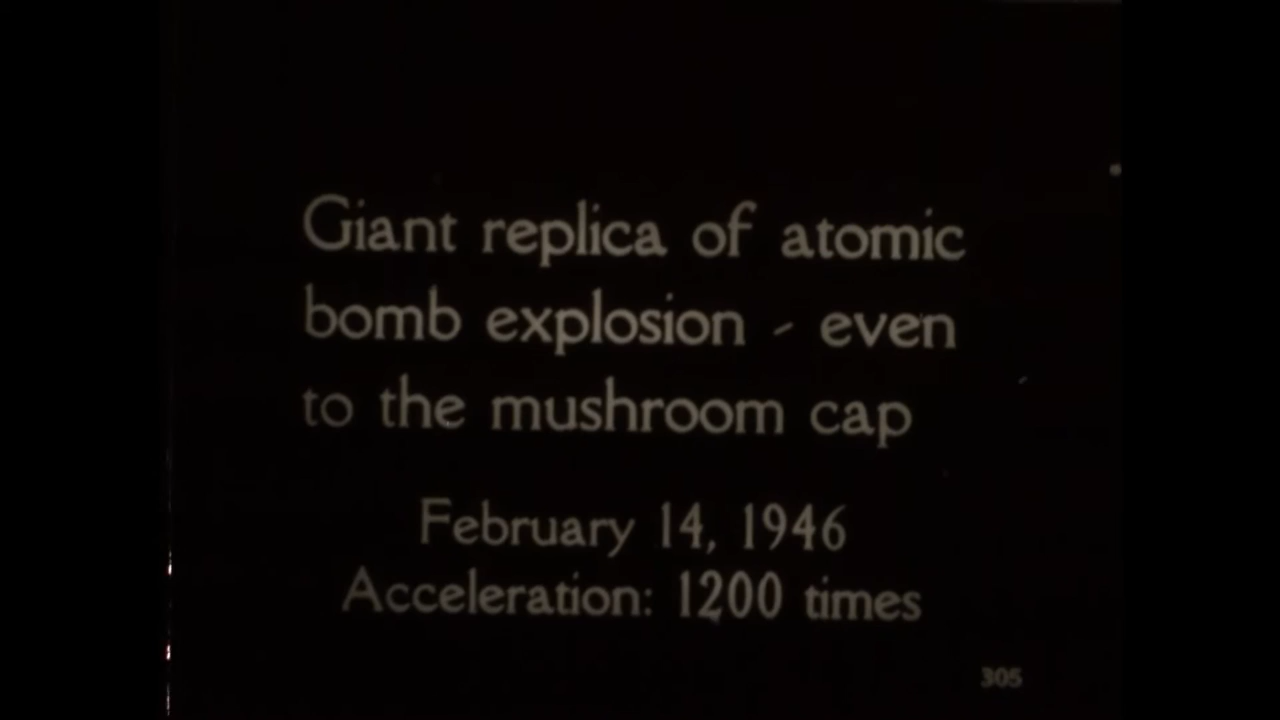 Giant replica of atomic
bomb explosion - even
to the mushroom cap
February 14, 1946
Acceleration: 1200 times
305